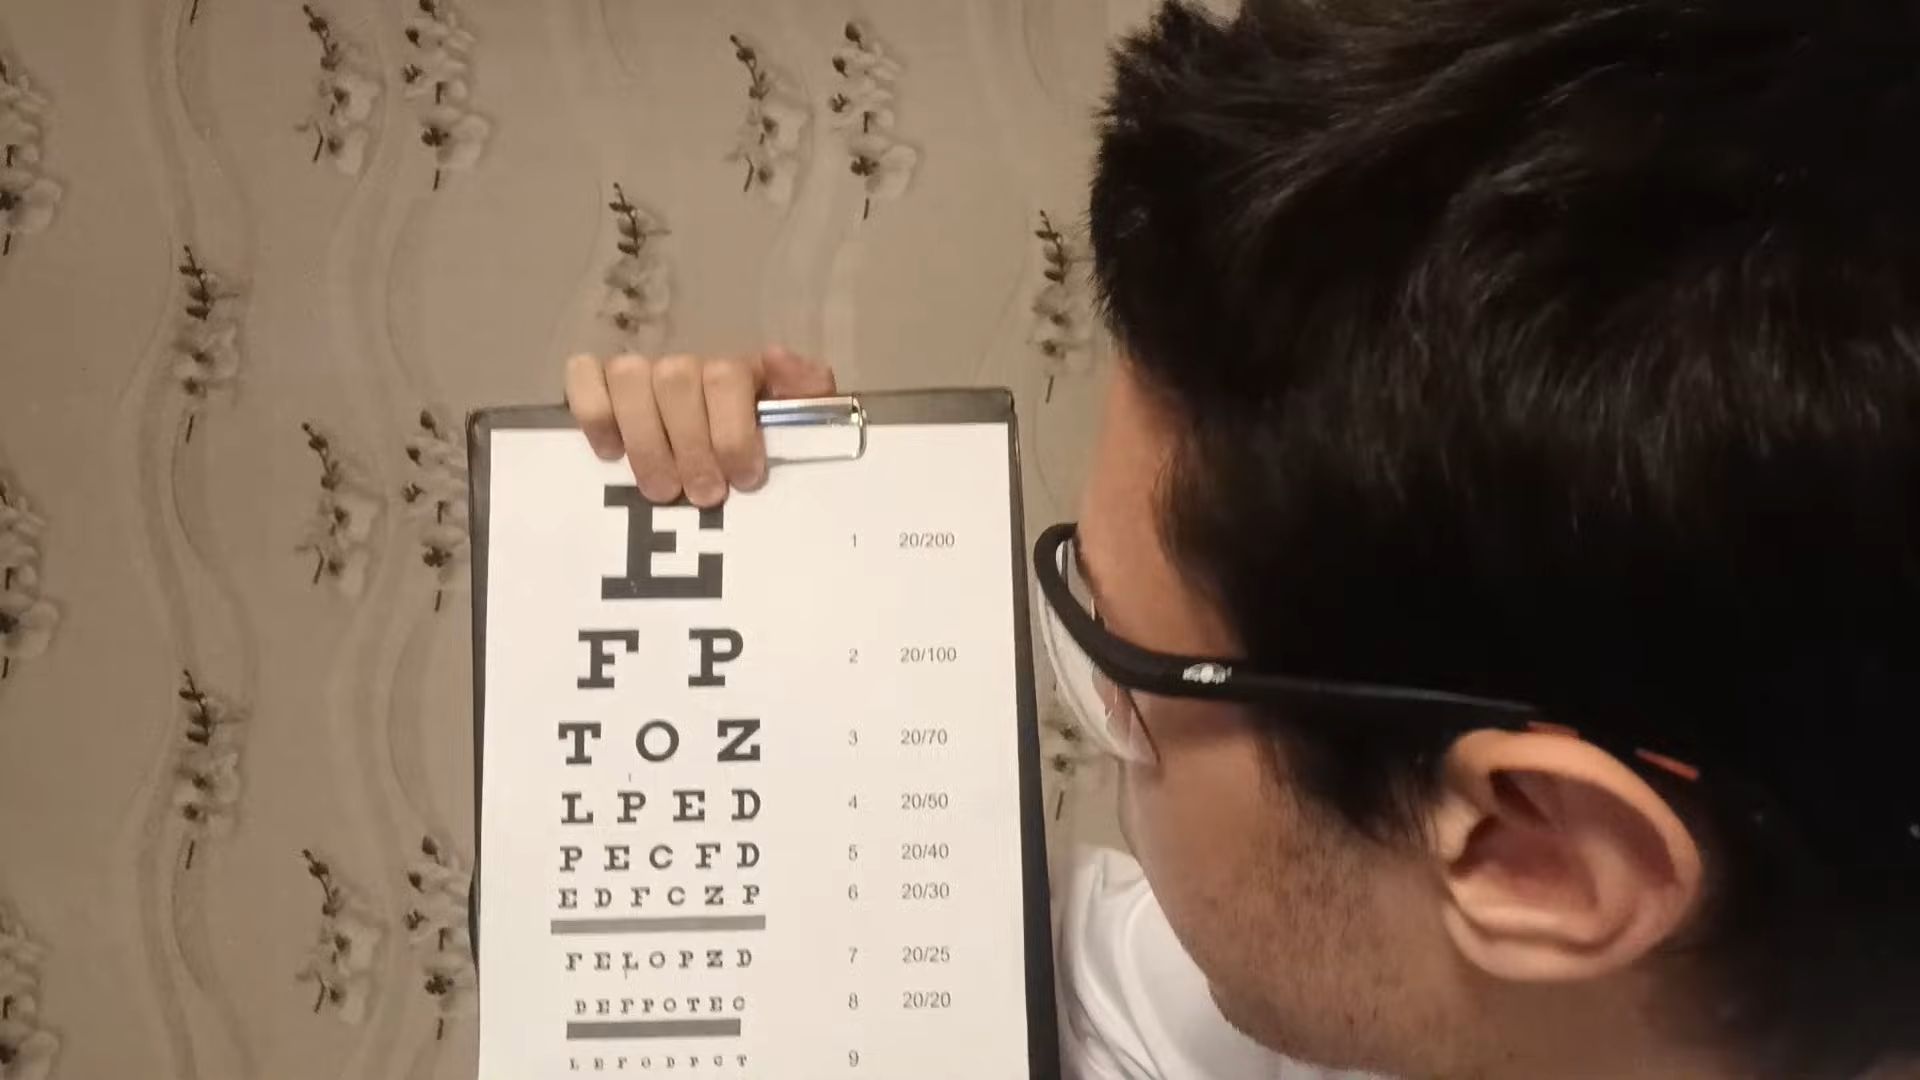 E 1 20/200
F P 2 20/100
T O Z 3 20/70
L P E D 4 20/50
P E C F D 5 20/40
E D F C Z P 6 20/30
F E L O P Z D 7 20/25
D E F P O T E C 8 20/20
L E F O D P C T 9